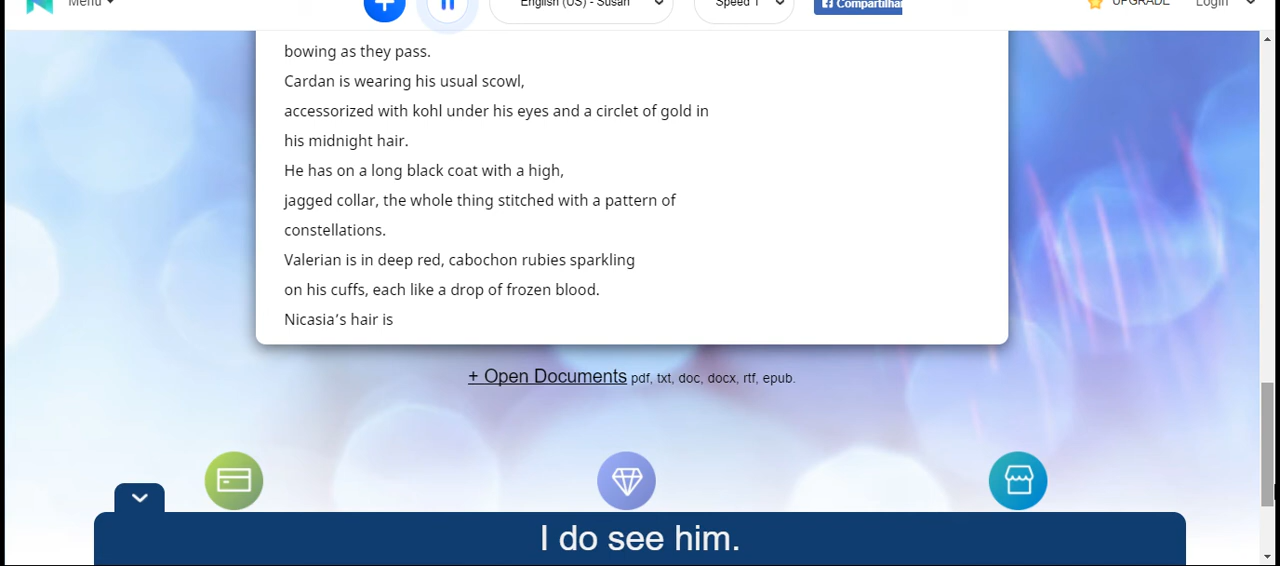 Menu
English (US) - Susan
Speed 1
Compartilhar
UPGRADE
Login
bowing as they pass.
Cardan is wearing his usual scowl,
accessorized with kohl under his eyes and a circlet of gold in
his midnight hair.
He has on a long black coat with a high,
jagged collar, the whole thing stitched with a pattern of
constellations.
Valerian is in deep red, cabochon rubies sparkling
on his cuffs, each like a drop of frozen blood.
Nicasia’s hair is
+ Open Documents pdf, txt, doc, docx, rtf, epub.
I do see him.